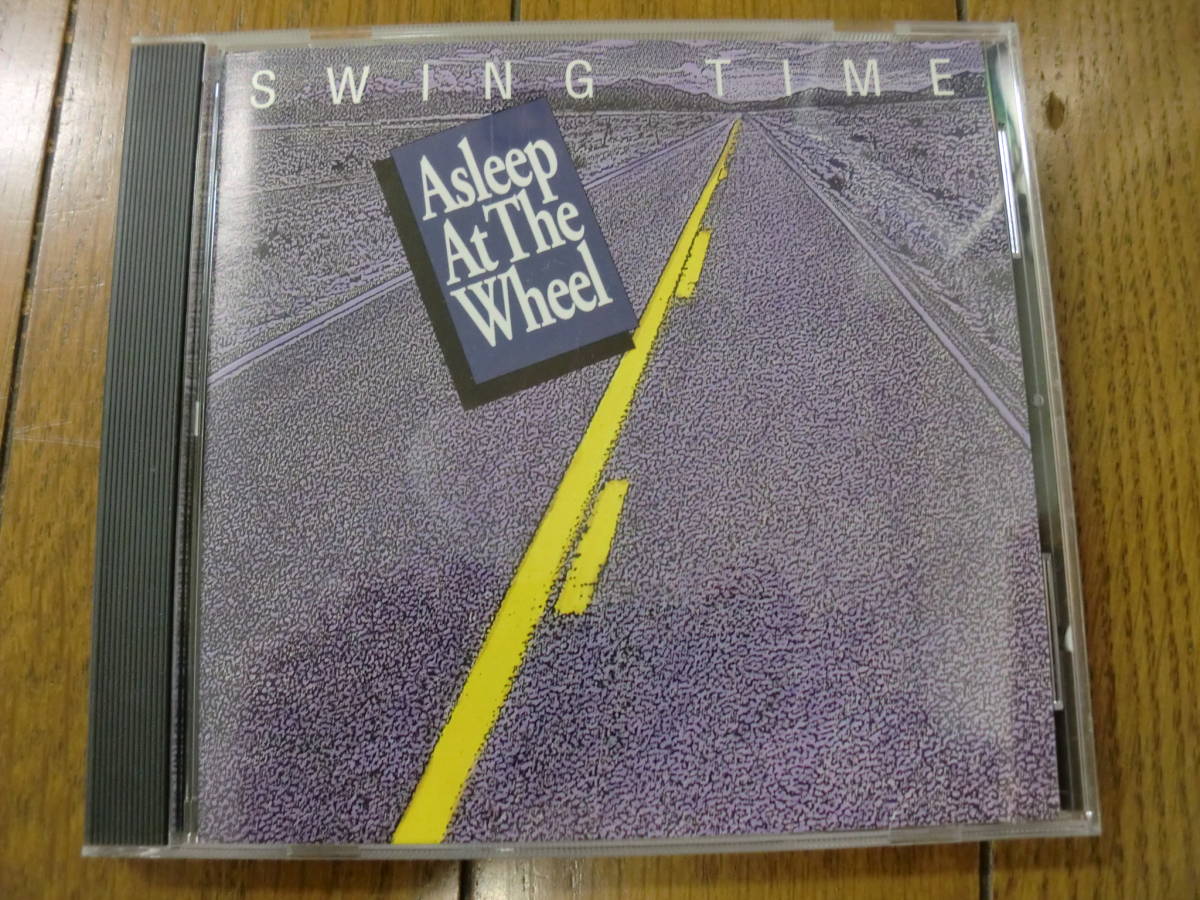 SWING TIME
Asleep
At The
Wheel